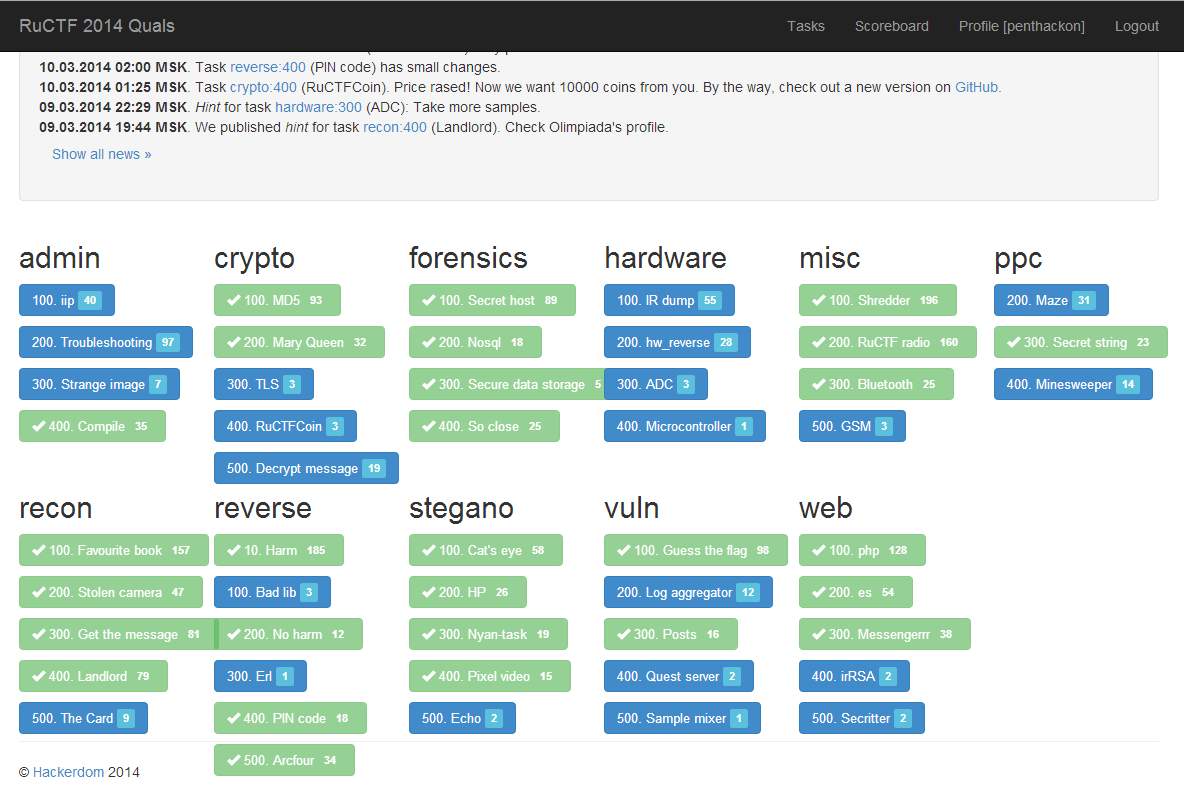 RuCTF 2014 Quals Tasks Scoreboard Profile [penthackon] Logout
10.03.2014 02:00 MSK. Task reverse:400 (PIN code) has small changes.
10.03.2014 01:25 MSK. Task crypto:400 (RuCTFCoin). Price rased! Now we want 10000 coins from you. By the way, check out a new version on GitHub.
09.03.2014 22:29 MSK. Hint for task hardware:300 (ADC): Take more samples.
09.03.2014 19:44 MSK. We published hint for task recon:400 (Landlord). Check Olimpiada's profile.
Show all news »
admin
100. iip 40
200. Troubleshooting 97
300. Strange image 7
✔ 400. Compile 35
crypto
✔ 100. MD5 93
✔ 200. Mary Queen 32
300. TLS 3
400. RuCTFCoin 3
500. Decrypt message 19
forensics
✔ 100. Secret host 89
✔ 200. Nosql 18
✔ 300. Secure data storage 5
✔ 400. So close 25
hardware
100. IR dump 55
200. hw_reverse 28
300. ADC 3
400. Microcontroller 1
misc
✔ 100. Shredder 196
✔ 200. RuCTF radio 160
✔ 300. Bluetooth 25
500. GSM 3
ppc
200. Maze 31
✔ 300. Secret string 23
400. Minesweeper 14
recon
✔ 100. Favourite book 157
✔ 200. Stolen camera 47
✔ 300. Get the message 81
✔ 400. Landlord 79
500. The Card 9
reverse
✔ 10. Harm 185
100. Bad lib 3
✔ 200. No harm 12
300. Erl 1
✔ 400. PIN code 18
✔ 500. Arcfour 34
stegano
✔ 100. Cat's eye 58
✔ 200. HP 26
✔ 300. Nyan-task 19
✔ 400. Pixel video 15
500. Echo 2
vuln
✔ 100. Guess the flag 98
200. Log aggregator 12
✔ 300. Posts 16
400. Quest server 2
500. Sample mixer 1
web
✔ 100. php 128
✔ 200. es 54
✔ 300. Messengerrr 38
400. irRSA 2
500. Secritter 2
© Hackerdom 2014